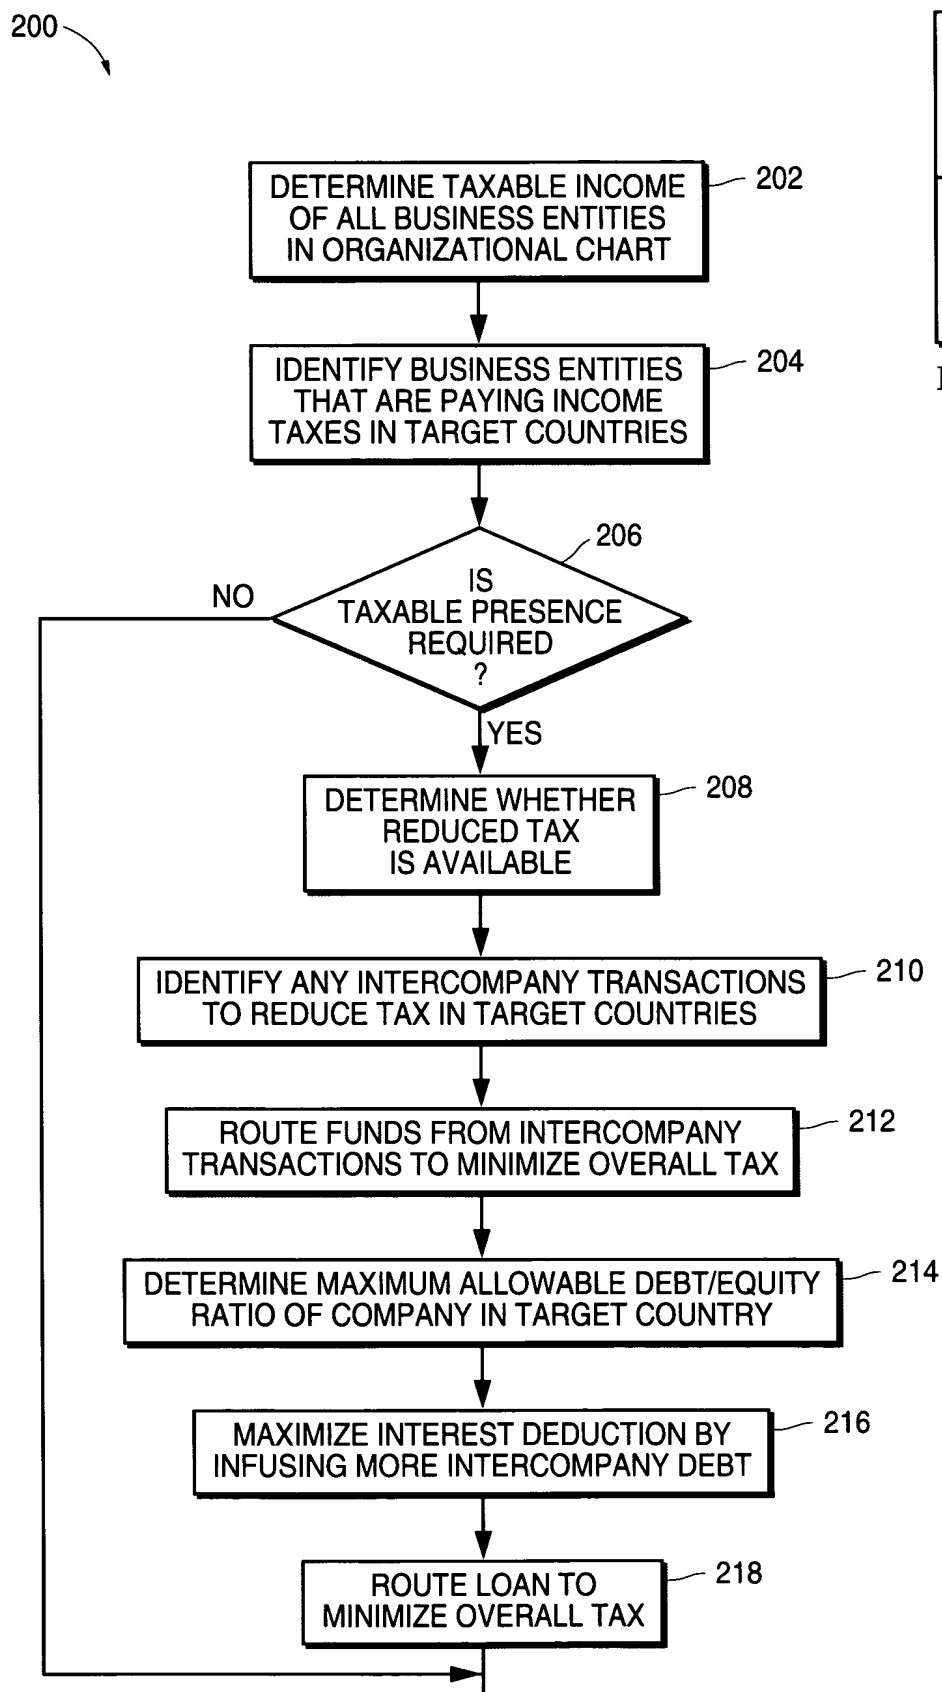 200
DETERMINE TAXABLE INCOME
OF ALL BUSINESS ENTITIES
IN ORGANIZATIONAL CHART
202
IDENTIFY BUSINESS ENTITIES
THAT ARE PAYING INCOME
TAXES IN TARGET COUNTRIES
204
206
IS
TAXABLE PRESENCE
REQUIRED
?
NO
YES
DETERMINE WHETHER
REDUCED TAX
IS AVAILABLE
208
IDENTIFY ANY INTERCOMPANY TRANSACTIONS
TO REDUCE TAX IN TARGET COUNTRIES
210
ROUTE FUNDS FROM INTERCOMPANY
TRANSACTIONS TO MINIMIZE OVERALL TAX
212
DETERMINE MAXIMUM ALLOWABLE DEBT/EQUITY
RATIO OF COMPANY IN TARGET COUNTRY
214
MAXIMIZE INTEREST DEDUCTION BY
INFUSING MORE INTERCOMPANY DEBT
216
ROUTE LOAN TO
MINIMIZE OVERALL TAX
218